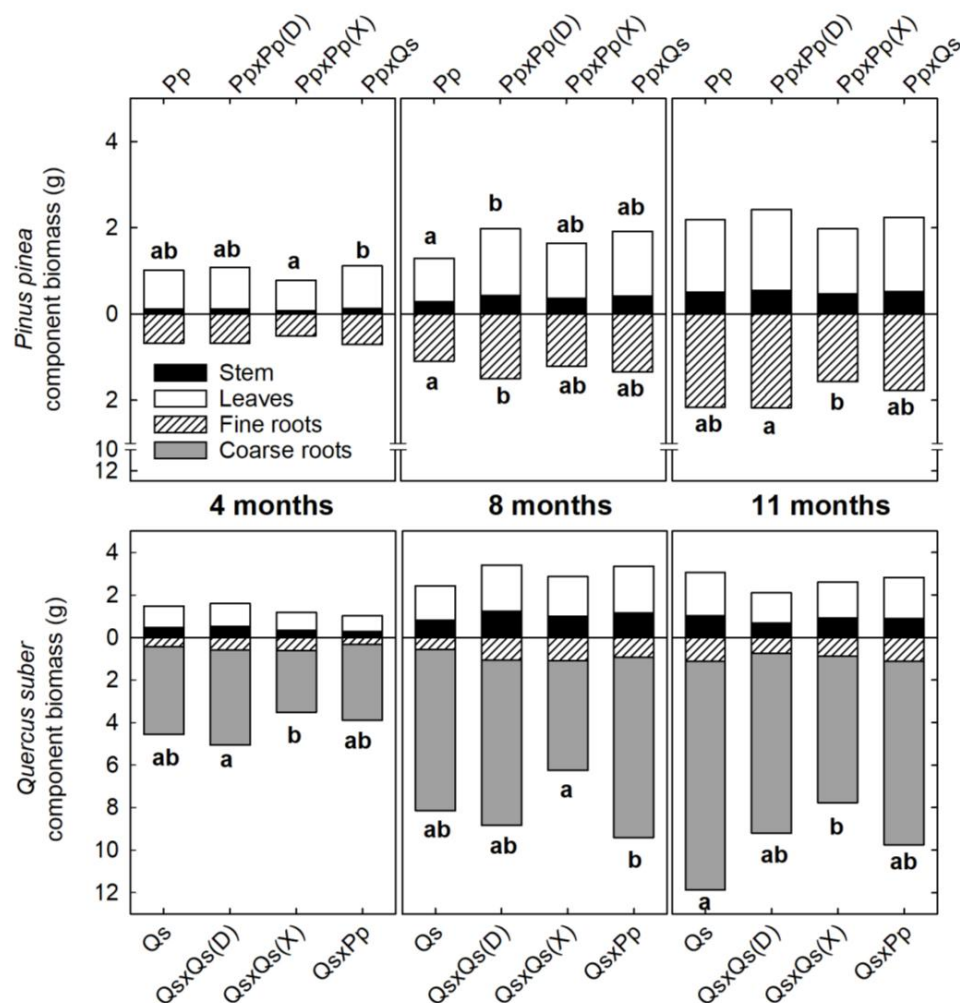 Pp PpxPp(D) PpxPp(X) PpxQs Pp PpxPp(D) PpxPp(X) PpxQs Pp PpxPp(D) PpxPp(X) PpxQs
Pinus pinea
component biomass (g)
4
2
0
2
10
12
ab ab a b
a b ab ab
a b ab ab
ab a b ab
Stem
Leaves
Fine roots
Coarse roots
4 months 8 months 11 months
Quercus suber
component biomass (g)
4
2
0
2
4
6
8
10
12
ab a b ab
ab ab a b
a ab b ab
Qs QsxQs(D) QsxQs(X) QsxPp Qs QsxQs(D) QsxQs(X) QsxPp Qs QsxQs(D) QsxQs(X) QsxPp